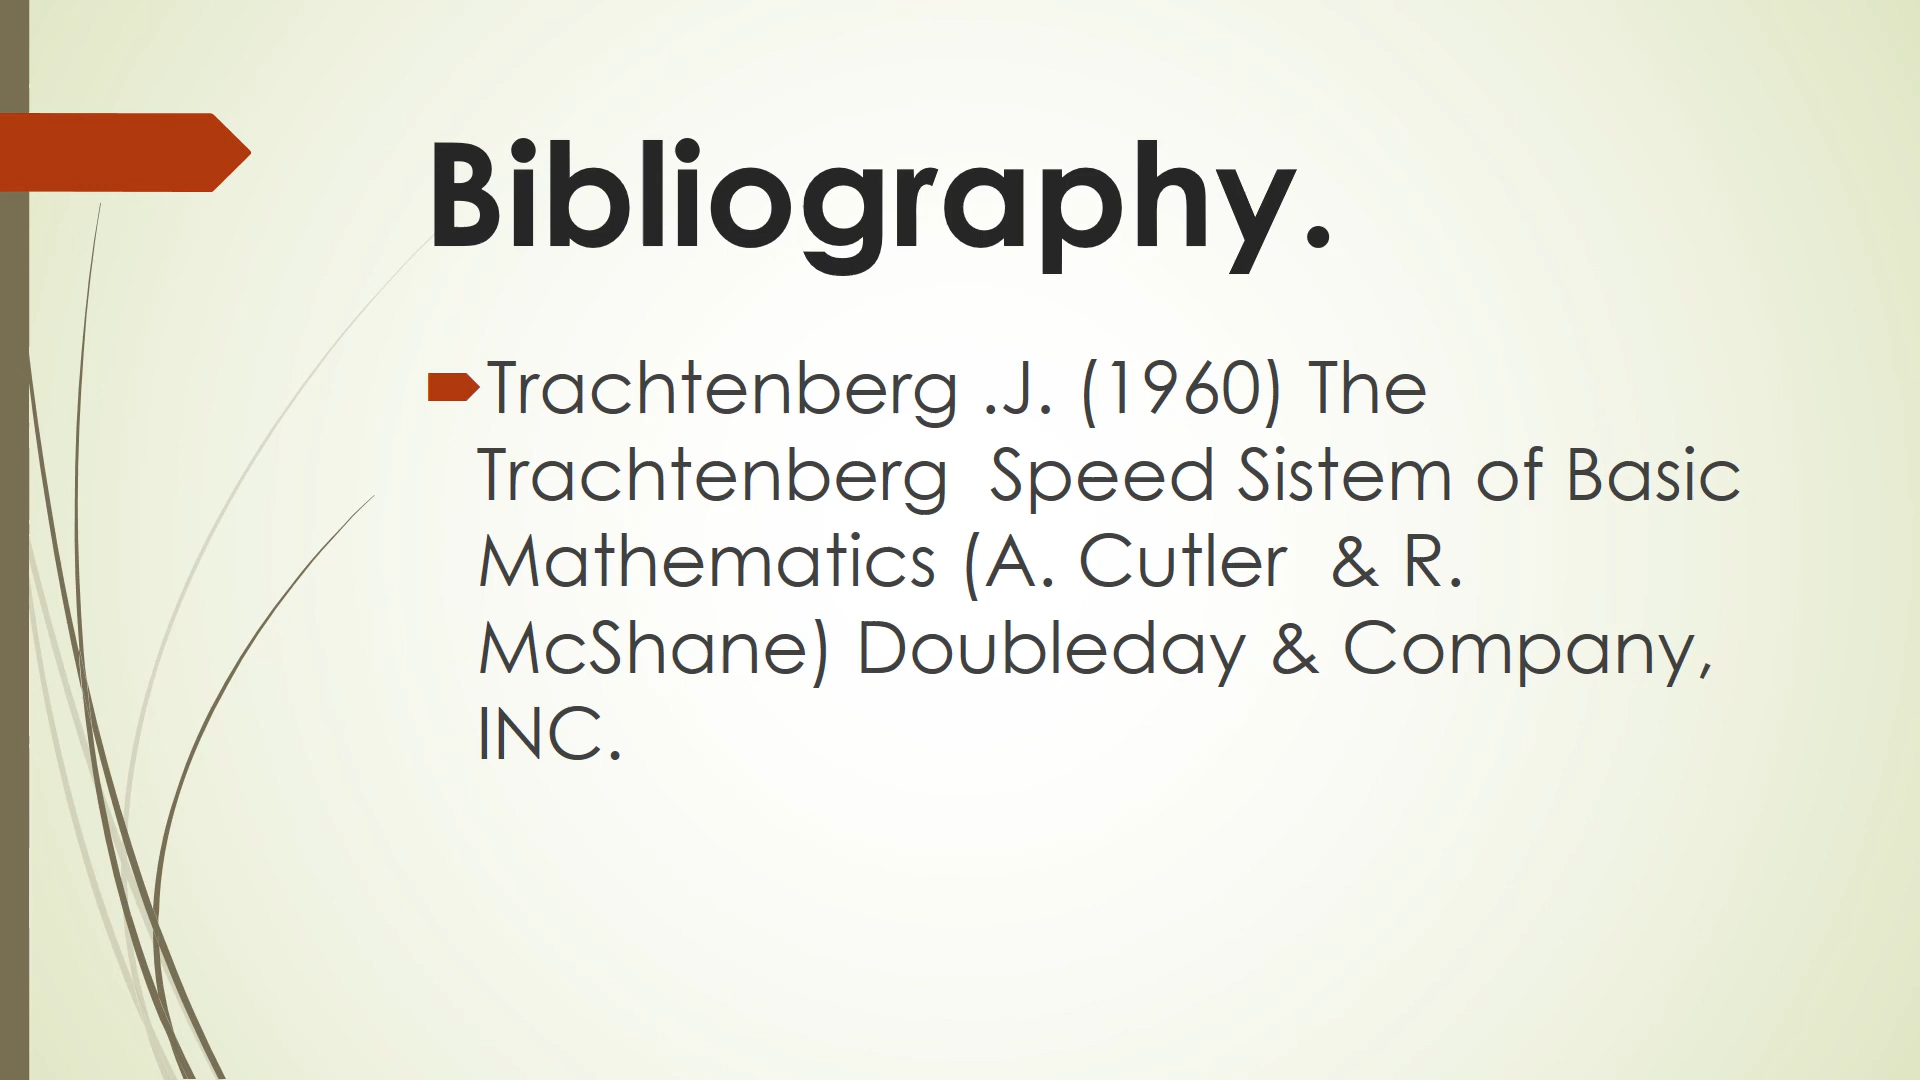 Bibliography.
Trachtenberg .J. (1960) The
Trachtenberg  Speed Sistem of Basic
Mathematics (A. Cutler  & R.
McShane) Doubleday & Company,
INC.